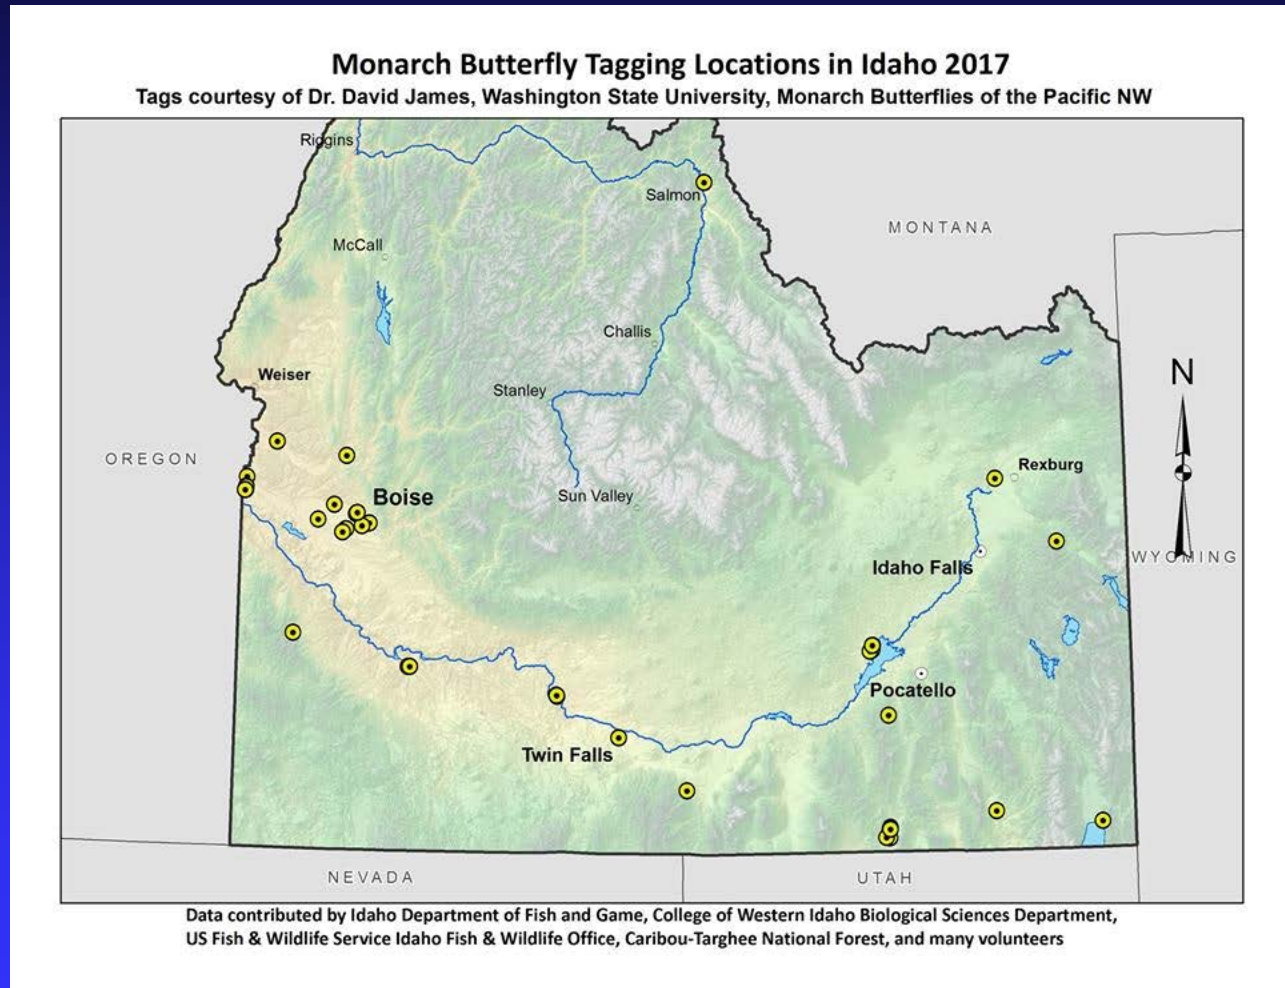 Monarch Butterfly Tagging Locations in Idaho 2017
Tags courtesy of Dr. David James, Washington State University, Monarch Butterflies of the Pacific NW
Riggins
Salmon
MONTANA
McCall
Challis
Weiser
Stanley
N
OREGON
Rexburg
Boise
Sun Valley
WYOMING
Idaho Falls
Pocatello
Twin Falls
NEVADA
UTAH
Data contributed by Idaho Department of Fish and Game, College of Western Idaho Biological Sciences Department,
US Fish & Wildlife Service Idaho Fish & Wildlife Office, Caribou-Targhee National Forest, and many volunteers